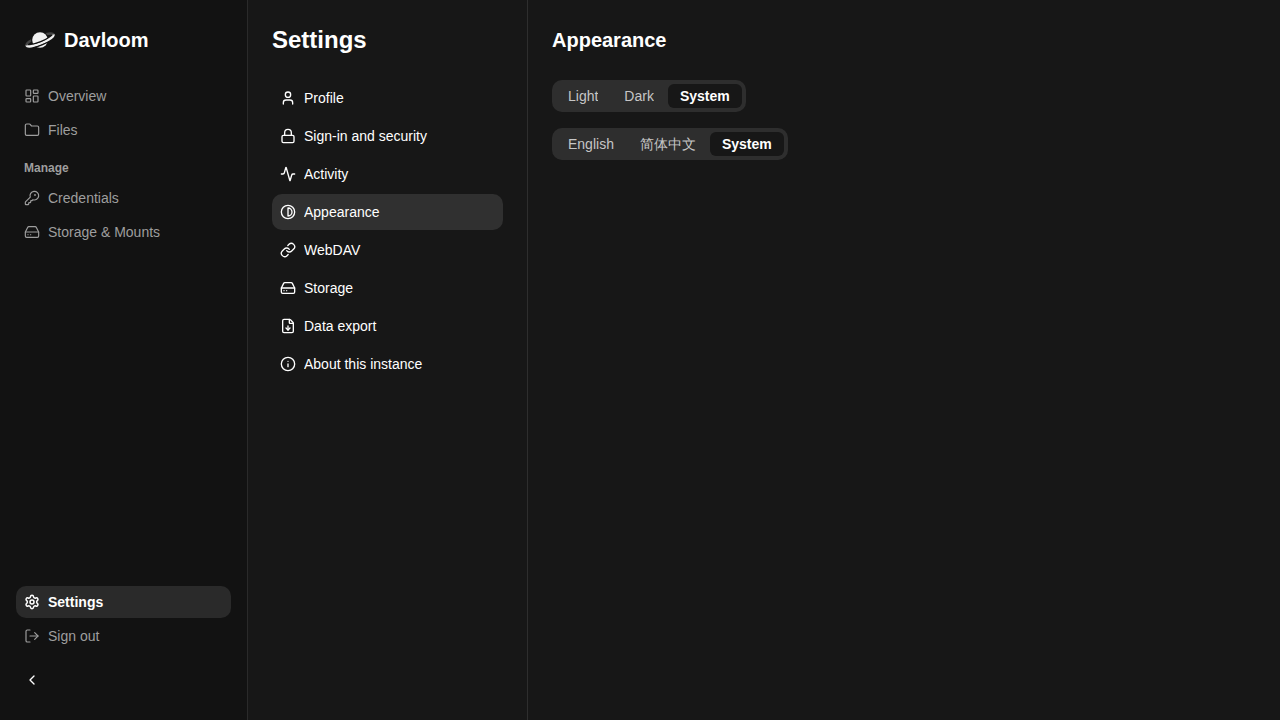 Davloom
Overview
Files
Manage
Credentials
Storage & Mounts
Settings
Sign out
Settings
Profile
Sign-in and security
Activity
Appearance
WebDAV
Storage
Data export
About this instance
Appearance
Light Dark System
English 简体中文 System